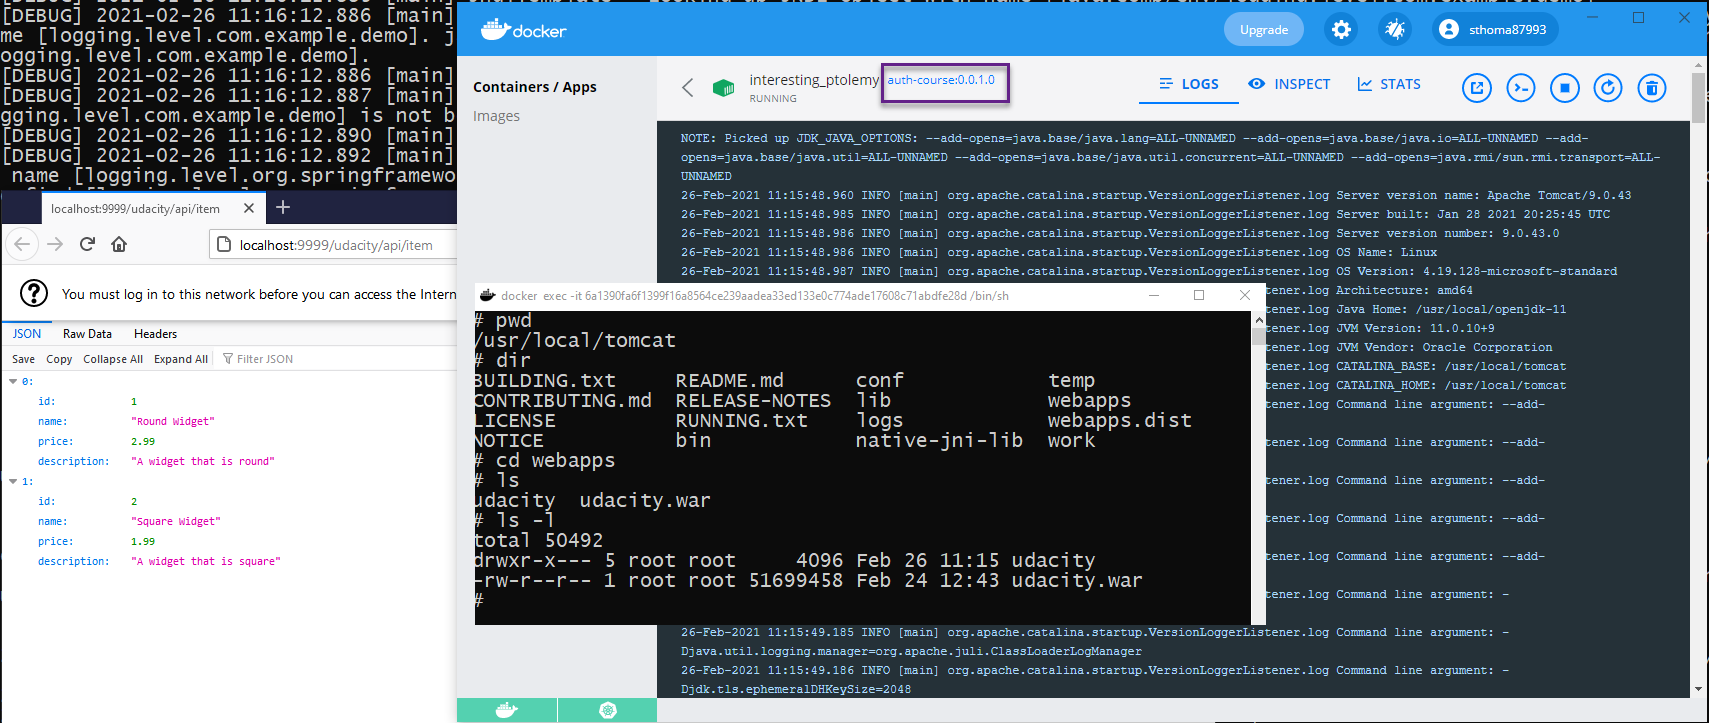 [DEBUG] 2021-02-26 11:16:12.886 [main]
me [logging.level.com.example.demo]. j
ogging.level.com.example.demo].
[DEBUG] 2021-02-26 11:16:12.886 [main]
[DEBUG] 2021-02-26 11:16:12.887 [main]
gging.level.com.example.demo] is not b
[DEBUG] 2021-02-26 11:16:12.890 [main]
[DEBUG] 2021-02-26 11:16:12.892 [main]
name [logging.level.org.springframewo
localhost:9999/udacity/api/item
localhost:9999/udacity/api/item
You must log in to this network before you can access the Intern
JSON Raw Data Headers
Save Copy Collapse All Expand All Filter JSON
0:
id: 1
name: "Round Widget"
price: 2.99
description: "A widget that is round"
1:
id: 2
name: "Square Widget"
price: 1.99
description: "A widget that is square"
docker
Upgrade
sthoma87993
Containers / Apps
Images
interesting_ptolemy auth-course:0.0.1.0
RUNNING
LOGS INSPECT STATS
NOTE: Picked up JDK_JAVA_OPTIONS: --add-opens=java.base/java.lang=ALL-UNNAMED --add-opens=java.base/java.io=ALL-UNNAMED --add-
opens=java.base/java.util=ALL-UNNAMED --add-opens=java.base/java.util.concurrent=ALL-UNNAMED --add-opens=java.rmi/sun.rmi.transport=ALL-
UNNAMED
26-Feb-2021 11:15:48.960 INFO [main] org.apache.catalina.startup.VersionLoggerListener.log Server version name: Apache Tomcat/9.0.43
26-Feb-2021 11:15:48.985 INFO [main] org.apache.catalina.startup.VersionLoggerListener.log Server built: Jan 28 2021 20:25:45 UTC
26-Feb-2021 11:15:48.986 INFO [main] org.apache.catalina.startup.VersionLoggerListener.log Server version number: 9.0.43.0
26-Feb-2021 11:15:48.986 INFO [main] org.apache.catalina.startup.VersionLoggerListener.log OS Name: Linux
26-Feb-2021 11:15:48.987 INFO [main] org.apache.catalina.startup.VersionLoggerListener.log OS Version: 4.19.128-microsoft-standard
tener.log Architecture: amd64
tener.log Java Home: /usr/local/openjdk-11
tener.log JVM Version: 11.0.10+9
tener.log JVM Vendor: Oracle Corporation
tener.log CATALINA_BASE: /usr/local/tomcat
tener.log CATALINA_HOME: /usr/local/tomcat
tener.log Command line argument: --add-
tener.log Command line argument: --add-
tener.log Command line argument: --add-
tener.log Command line argument: --add-
tener.log Command line argument: --add-
tener.log Command line argument: -
docker exec -it 6a1390fa6f1399f16a8564ce239aadea33ed133e0c774ade17608c71abdfe28d /bin/sh
# pwd
/usr/local/tomcat
# dir
BUILDING.txt README.md conf temp
CONTRIBUTING.md RELEASE-NOTES lib webapps
LICENSE RUNNING.txt logs webapps.dist
NOTICE bin native-jni-lib work
# cd webapps
# ls
udacity udacity.war
# ls -l
total 50492
drwxr-x--- 5 root root 4096 Feb 26 11:15 udacity
-rw-r--r-- 1 root root 51699458 Feb 24 12:43 udacity.war
#
26-Feb-2021 11:15:49.185 INFO [main] org.apache.catalina.startup.VersionLoggerListener.log Command line argument: -
Djava.util.logging.manager=org.apache.juli.ClassLoaderLogManager
26-Feb-2021 11:15:49.186 INFO [main] org.apache.catalina.startup.VersionLoggerListener.log Command line argument: -
Djdk.tls.ephemeralDHKeySize=2048